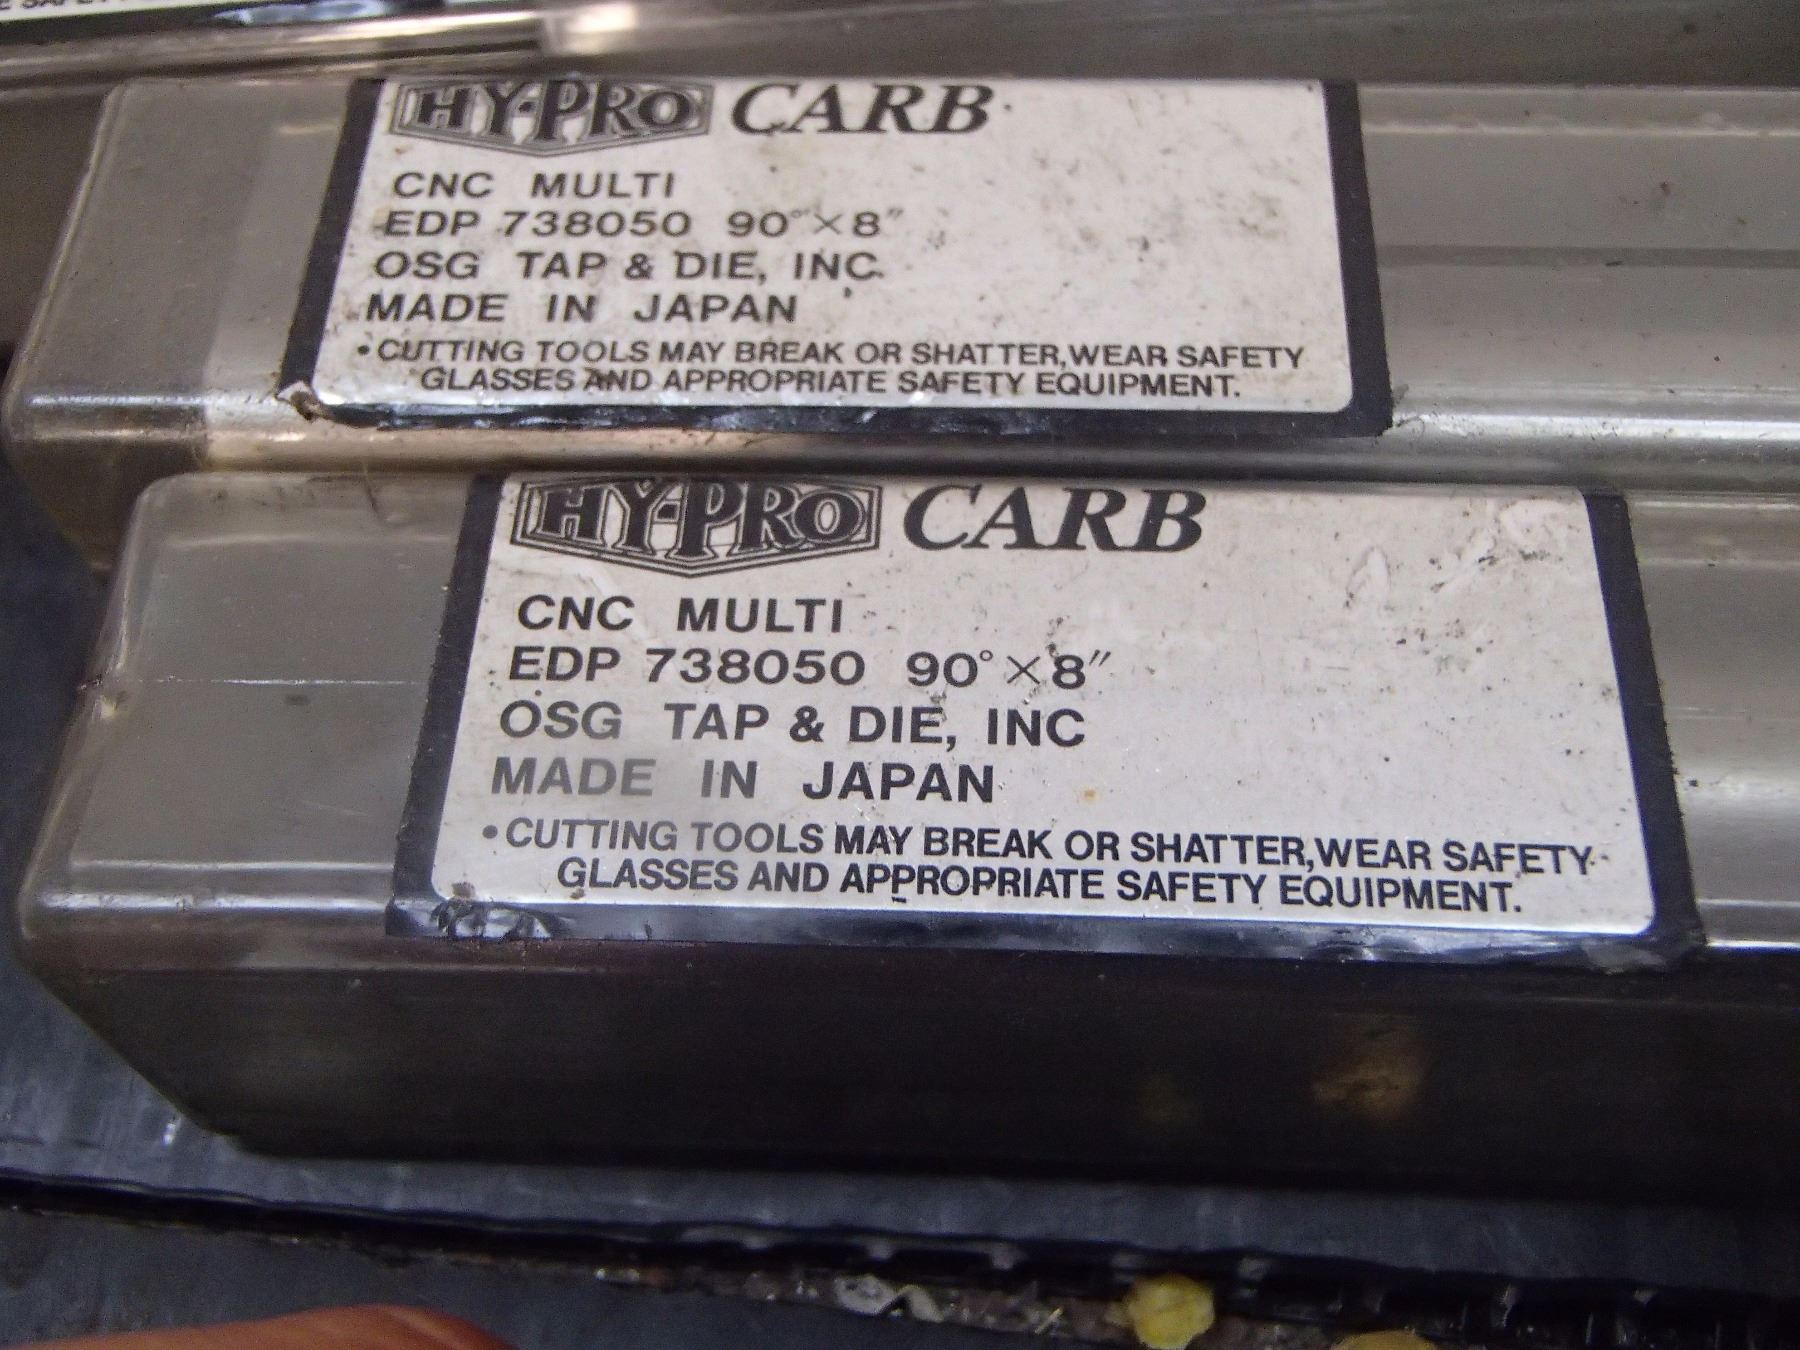 SAFETY
HY-PRO CARB
CNC MULTI
EDP 738050 90°×8"
OSG TAP & DIE, INC.
MADE IN JAPAN
•CUTTING TOOLS MAY BREAK OR SHATTER,WEAR SAFETY
GLASSES AND APPROPRIATE SAFETY EQUIPMENT.
HY-PRO CARB
CNC MULTI
EDP 738050 90°×8"
OSG TAP & DIE, INC
MADE IN JAPAN
•CUTTING TOOLS MAY BREAK OR SHATTER,WEAR SAFETY
GLASSES AND APPROPRIATE SAFETY EQUIPMENT.